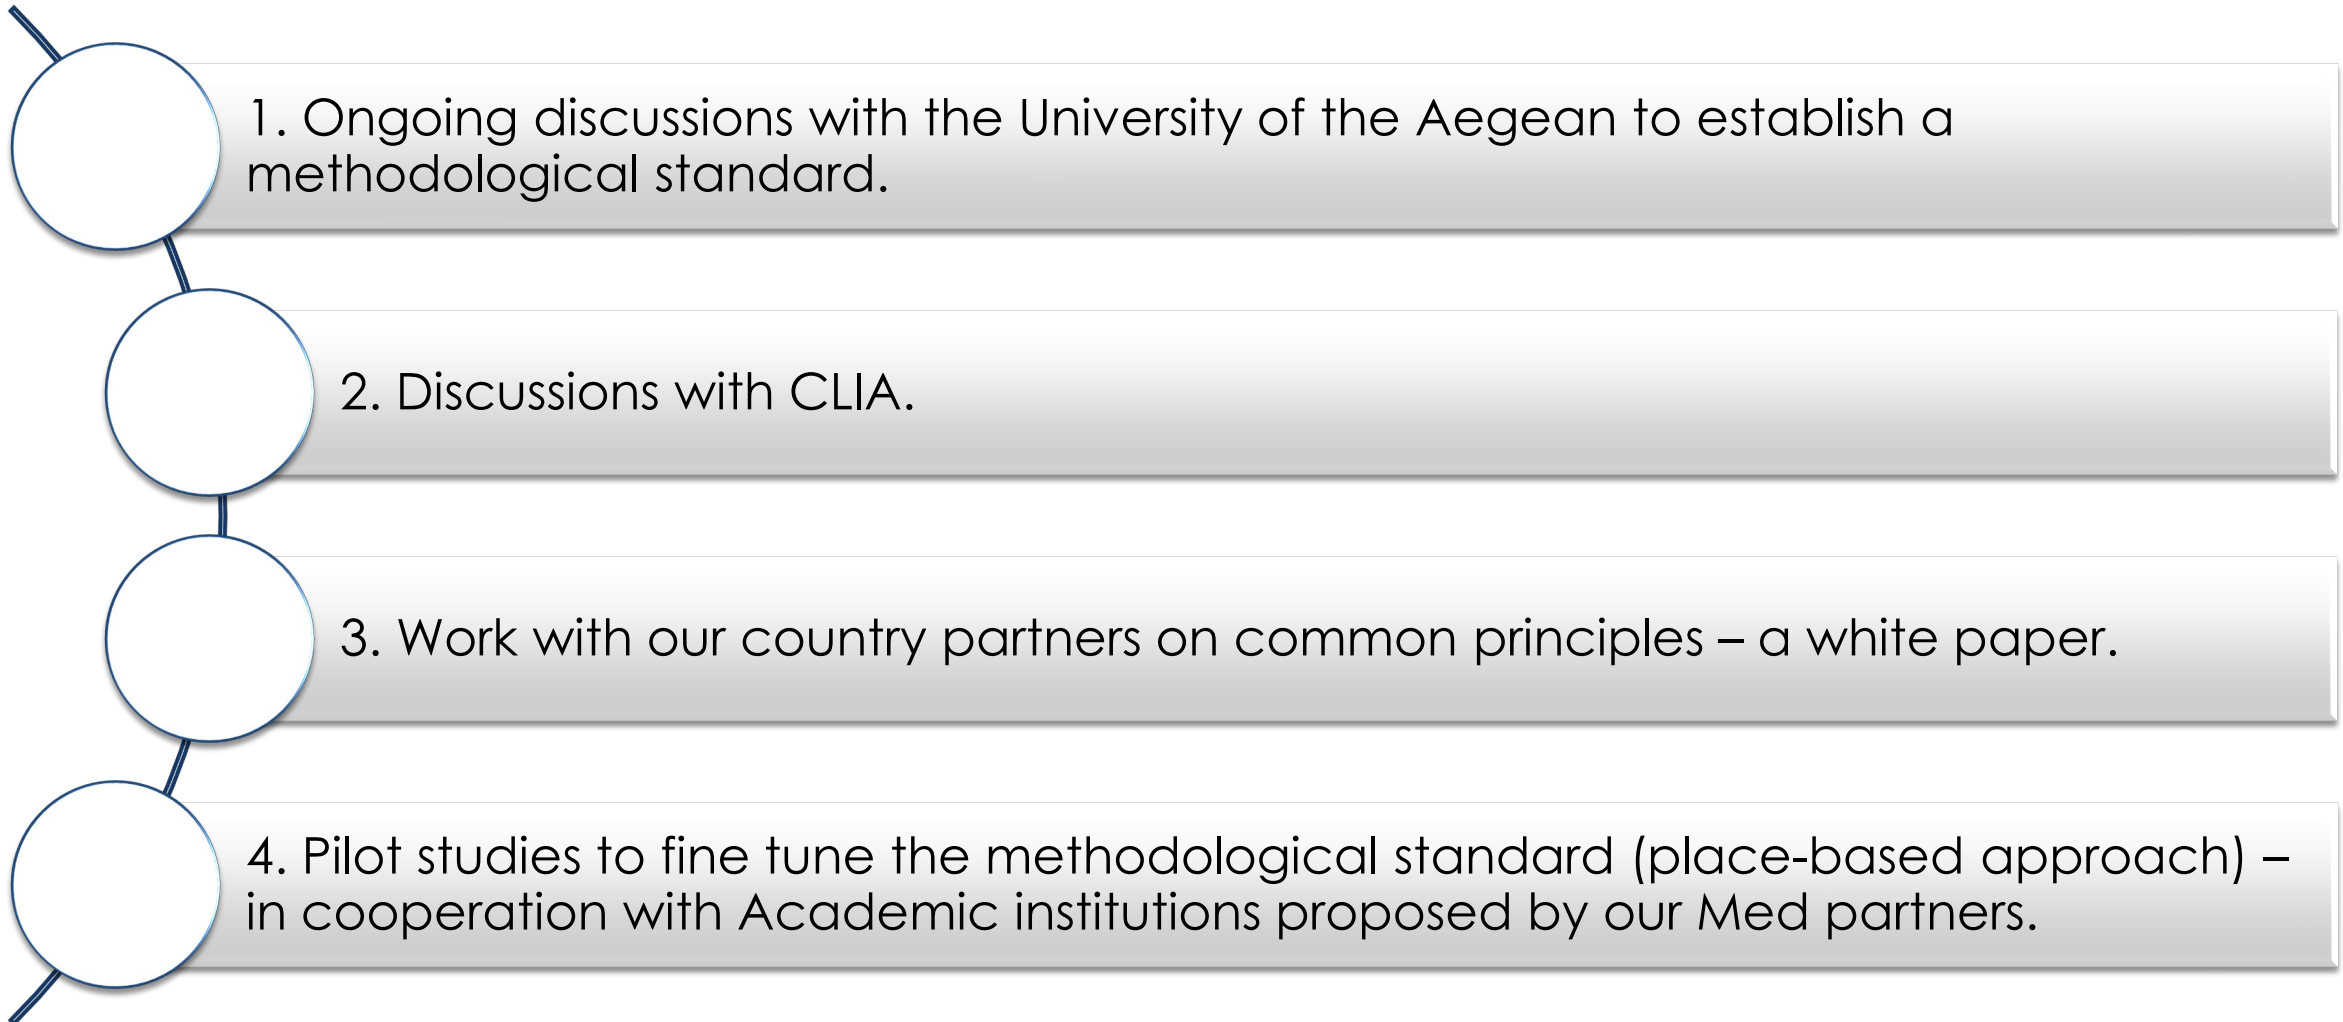 1. Ongoing discussions with the University of the Aegean to establish a
methodological standard.
2. Discussions with CLIA.
3. Work with our country partners on common principles – a white paper.
4. Pilot studies to fine tune the methodological standard (place-based approach) –
in cooperation with Academic institutions proposed by our Med partners.